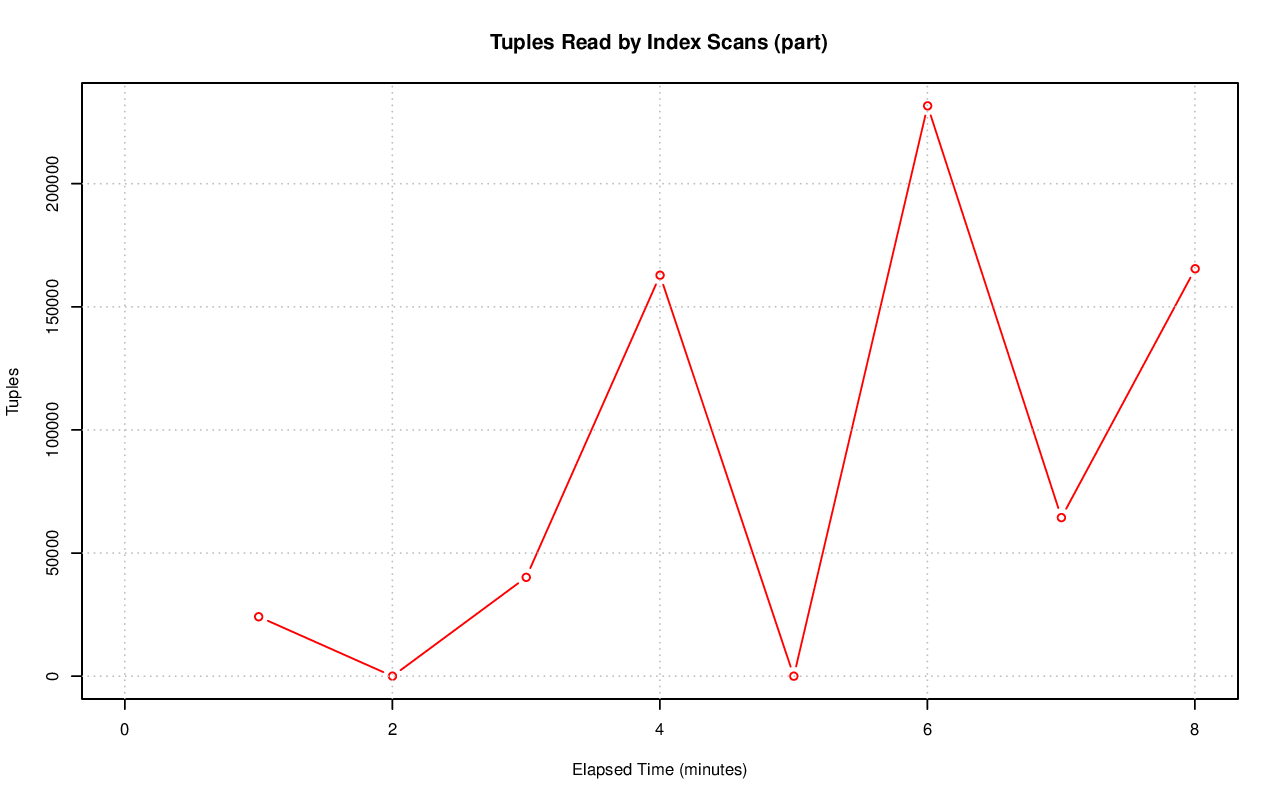 Tuples Read by Index Scans (part)
Tuples
200000
150000
100000
50000
0
0 2 4 6 8
Elapsed Time (minutes)